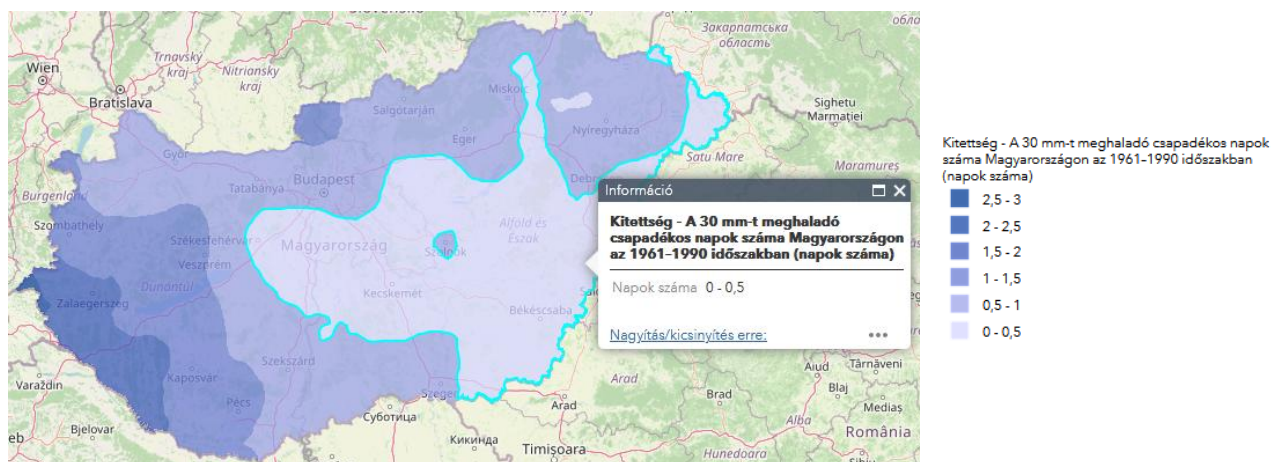 Slovensko
Закарпатська
область
Wien
Trnavský
kraj
Nitriansky
kraj
Bratislava
Miskolc
Salgótarján
Sighetu
Marmației
Eger
Nyíregyháza
Győr
Satu Mare
Maramureș
Budapest
Debre
Tatabánya
Burgenland
Szombathely
Székesfehérvár
Magyarország
Alföld és
Észak
Szolnok
Veszprém
Dunántúl
Zalaegerszeg
Kecskemét
Békéscsaba
Szekszárd
Kaposvár
Pécs
Szeged
Varaždin
Bjelovar
Суботица
Кикинда
Timișoara
Arad
Arad
Brad
Aiud
Târnăveni
Blaj
Mediaș
Alba
România
Hunedoara
Sibiu
Információ
Kitettség - A 30 mm-t meghaladó
csapadékos napok száma Magyarországon
az 1961–1990 időszakban (napok száma)
Napok száma 0 - 0,5
Nagyítás/kicsinyítés erre:
Kitettség - A 30 mm-t meghaladó csapadékos napok
száma Magyarországon az 1961–1990 időszakban
(napok száma)
2,5 - 3
2 - 2,5
1,5 - 2
1 - 1,5
0,5 - 1
0 - 0,5